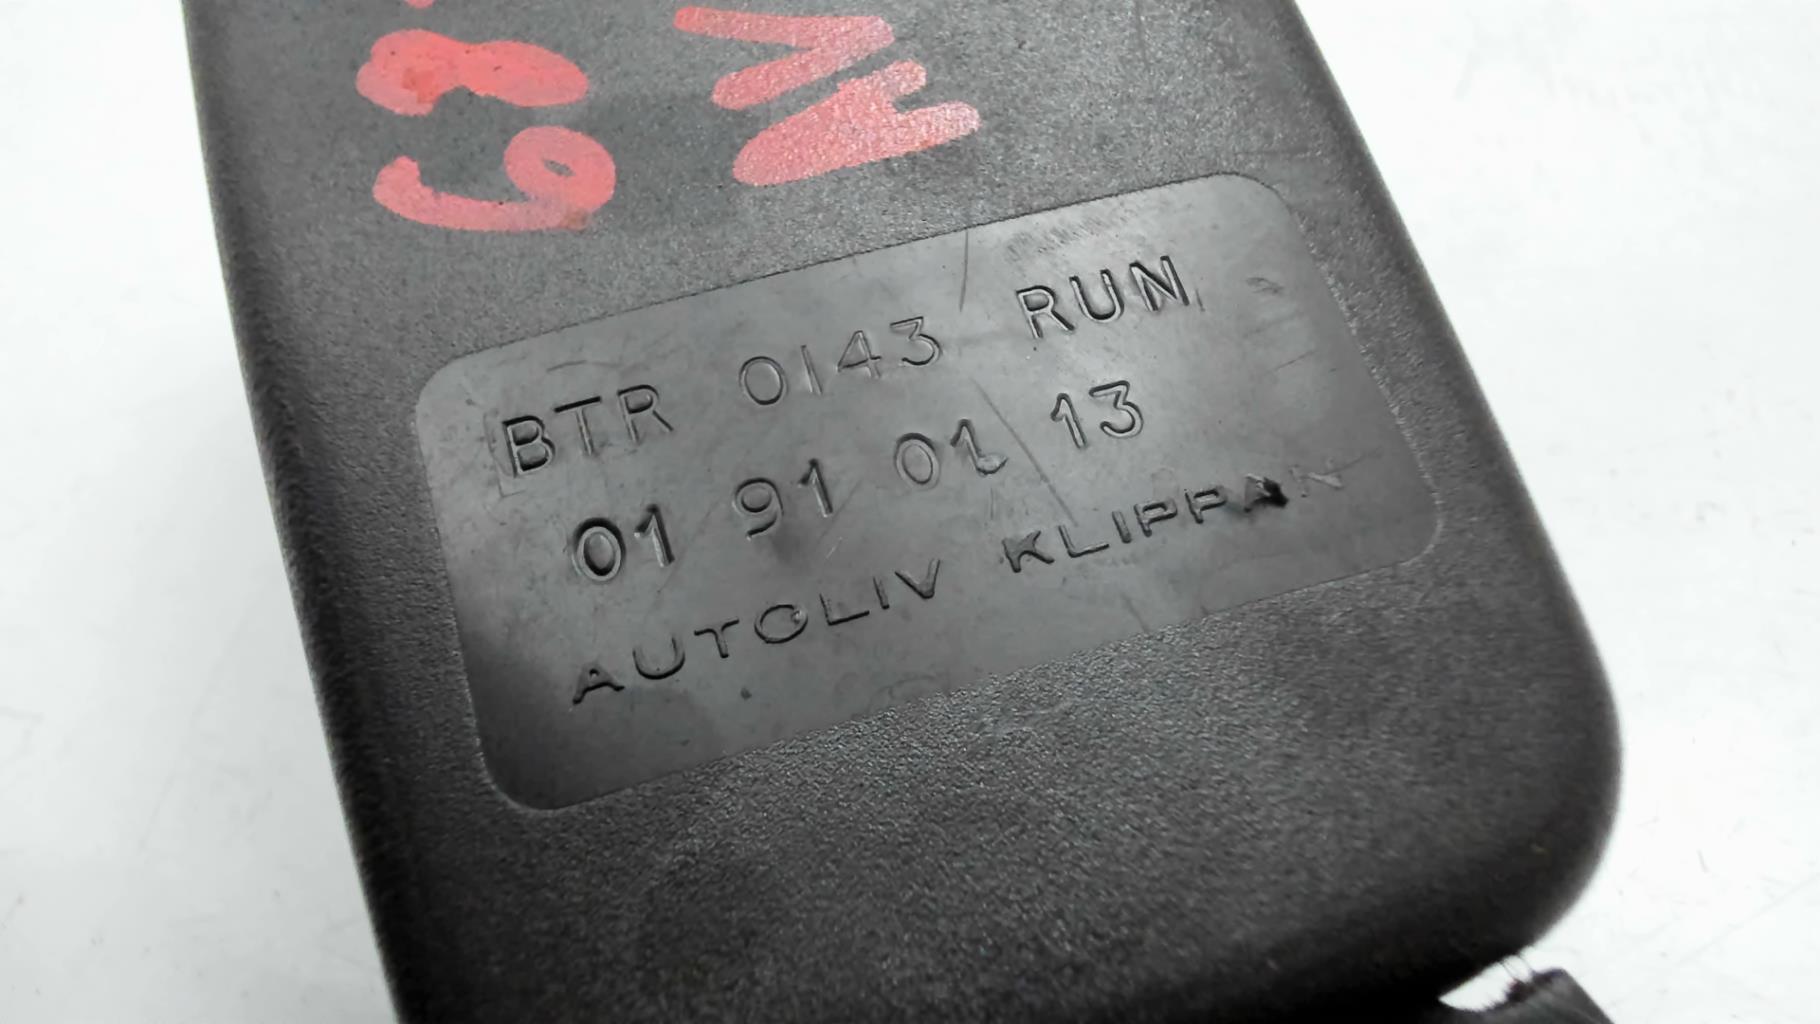 BTR 0143 RUN
01 91 01 13
AUTOLIV KLIPPAN